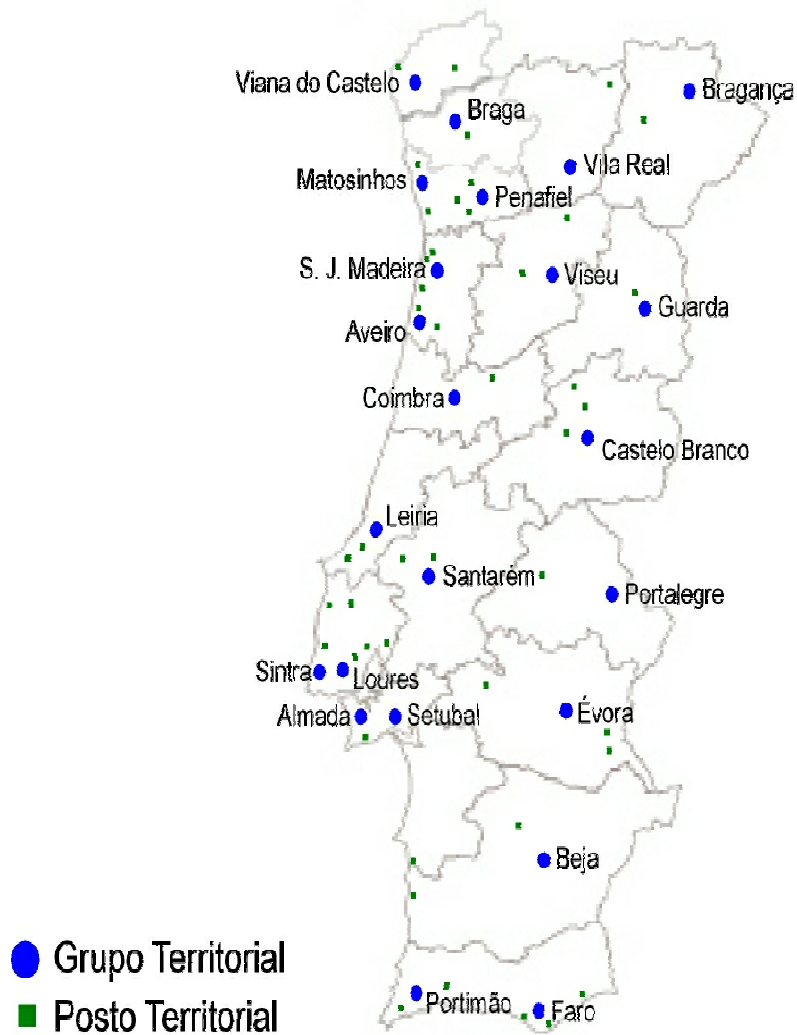 Viana do Castelo
Bragança
Braga
Vila Real
Matosinhos
Penafiel
S. J. Madeira
Viseu
Guarda
Aveiro
Coimbra
Castelo Branco
Leiria
Santarém
Portalegre
Sintra
Loures
Almada
Setubal
Évora
Beja
Grupo Territorial
Portimão
Faro
Posto Territorial